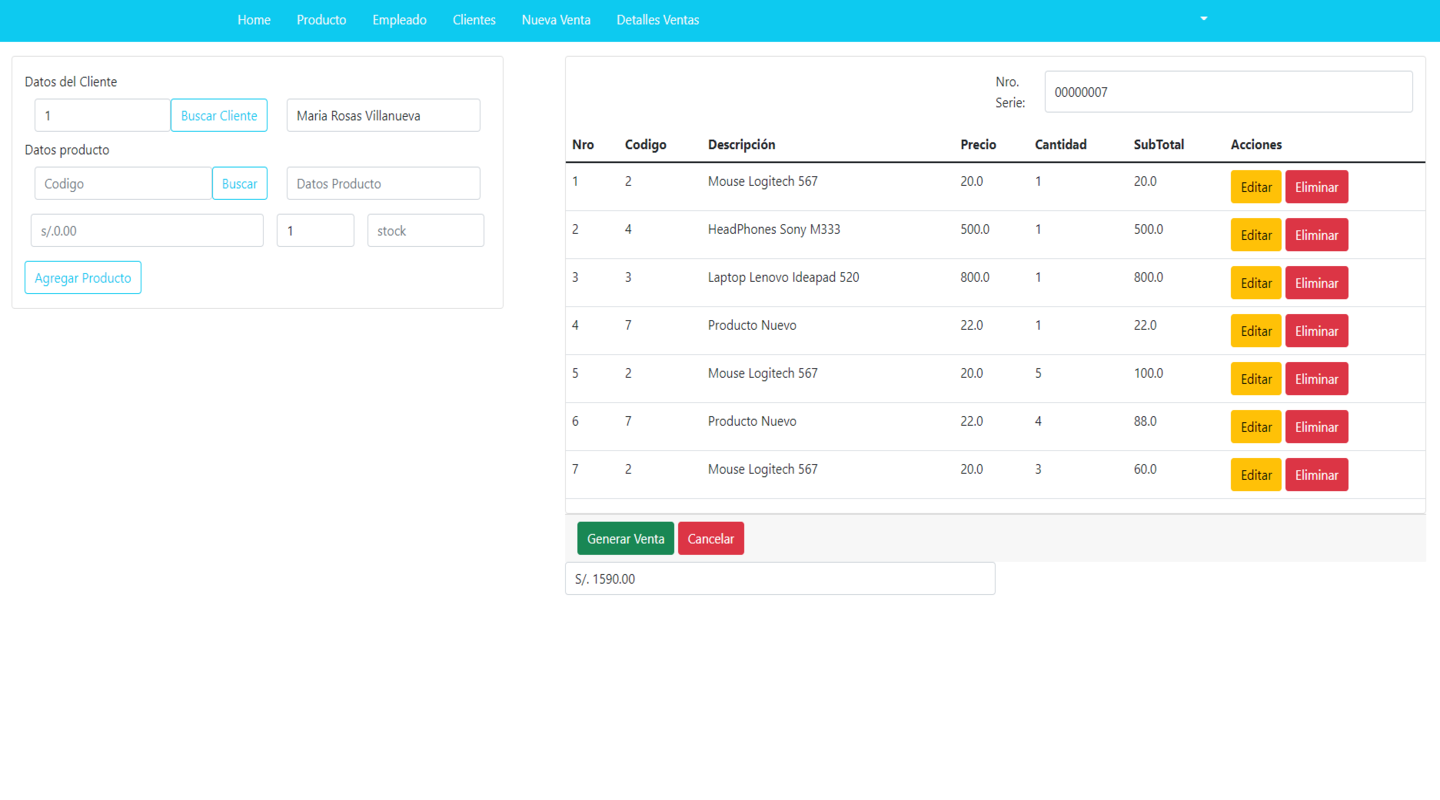 Home Producto Empleado Clientes Nueva Venta Detalles Ventas
Datos del Cliente
1 Buscar Cliente Maria Rosas Villanueva
Datos producto
Codigo Buscar Datos Producto
s/.0.00 1 stock
Agregar Producto
Nro. Serie: 00000007
Nro Codigo Descripción Precio Cantidad SubTotal Acciones
1 2 Mouse Logitech 567 20.0 1 20.0 Editar Eliminar
2 4 HeadPhones Sony M333 500.0 1 500.0 Editar Eliminar
3 3 Laptop Lenovo Ideapad 520 800.0 1 800.0 Editar Eliminar
4 7 Producto Nuevo 22.0 1 22.0 Editar Eliminar
5 2 Mouse Logitech 567 20.0 5 100.0 Editar Eliminar
6 7 Producto Nuevo 22.0 4 88.0 Editar Eliminar
7 2 Mouse Logitech 567 20.0 3 60.0 Editar Eliminar
Generar Venta Cancelar
S/. 1590.00